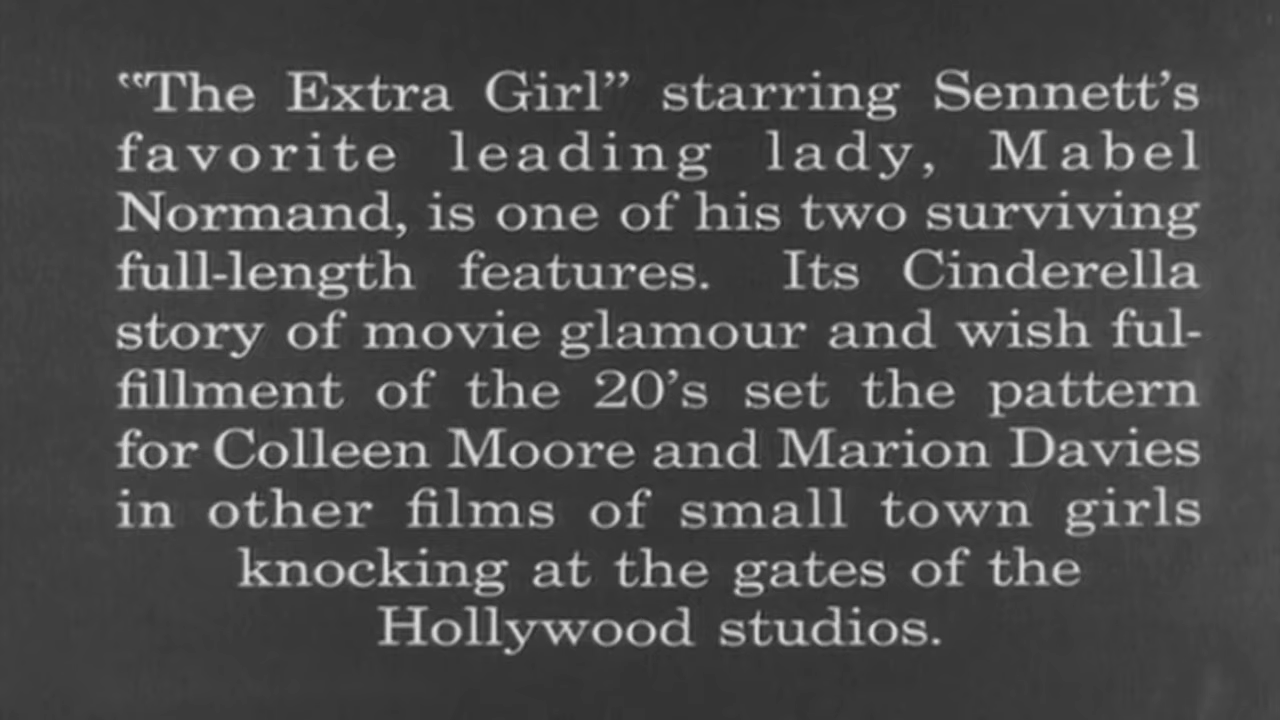 “The Extra Girl” starring Sennett’s
favorite leading lady, Mabel
Normand, is one of his two surviving
full-length features. Its Cinderella
story of movie glamour and wish ful-
fillment of the 20’s set the pattern
for Colleen Moore and Marion Davies
in other films of small town girls
knocking at the gates of the
Hollywood studios.